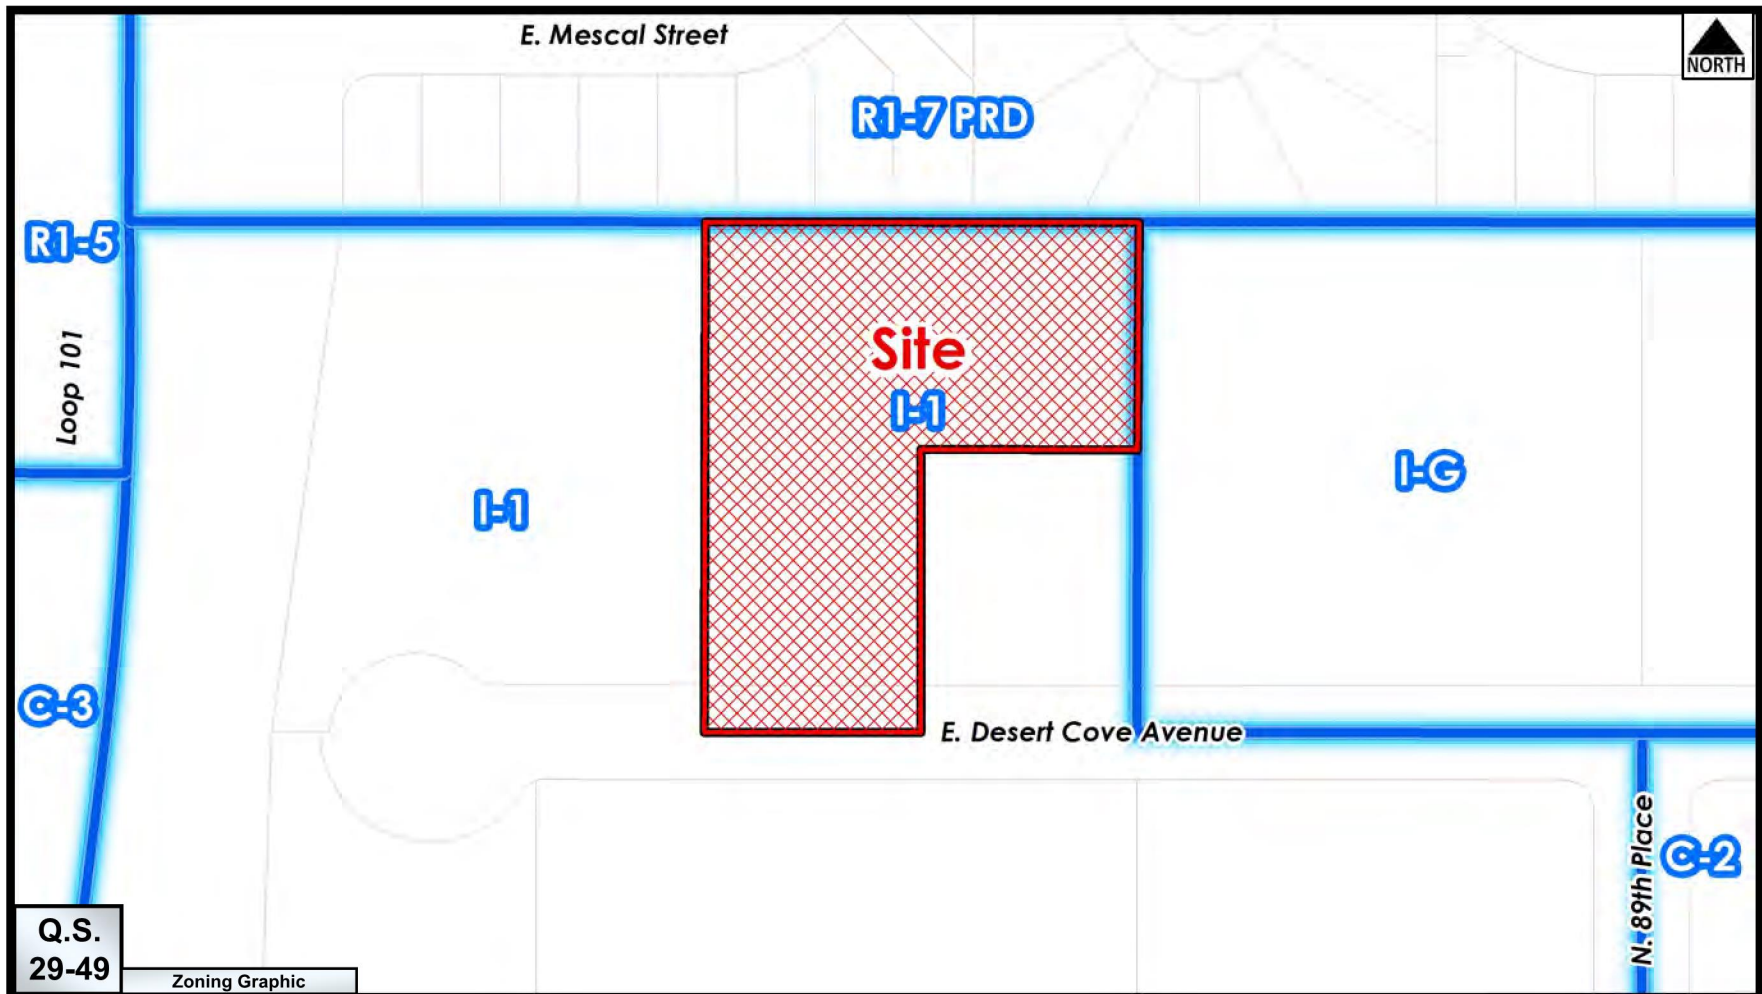 E. Mescal Street
NORTH
R1-7 PRD
R1-5
Loop 101
Site
I-1
I-1
I-G
C-3
E. Desert Cove Avenue
N. 89th Place
C-2
Q.S.
29-49
Zoning Graphic